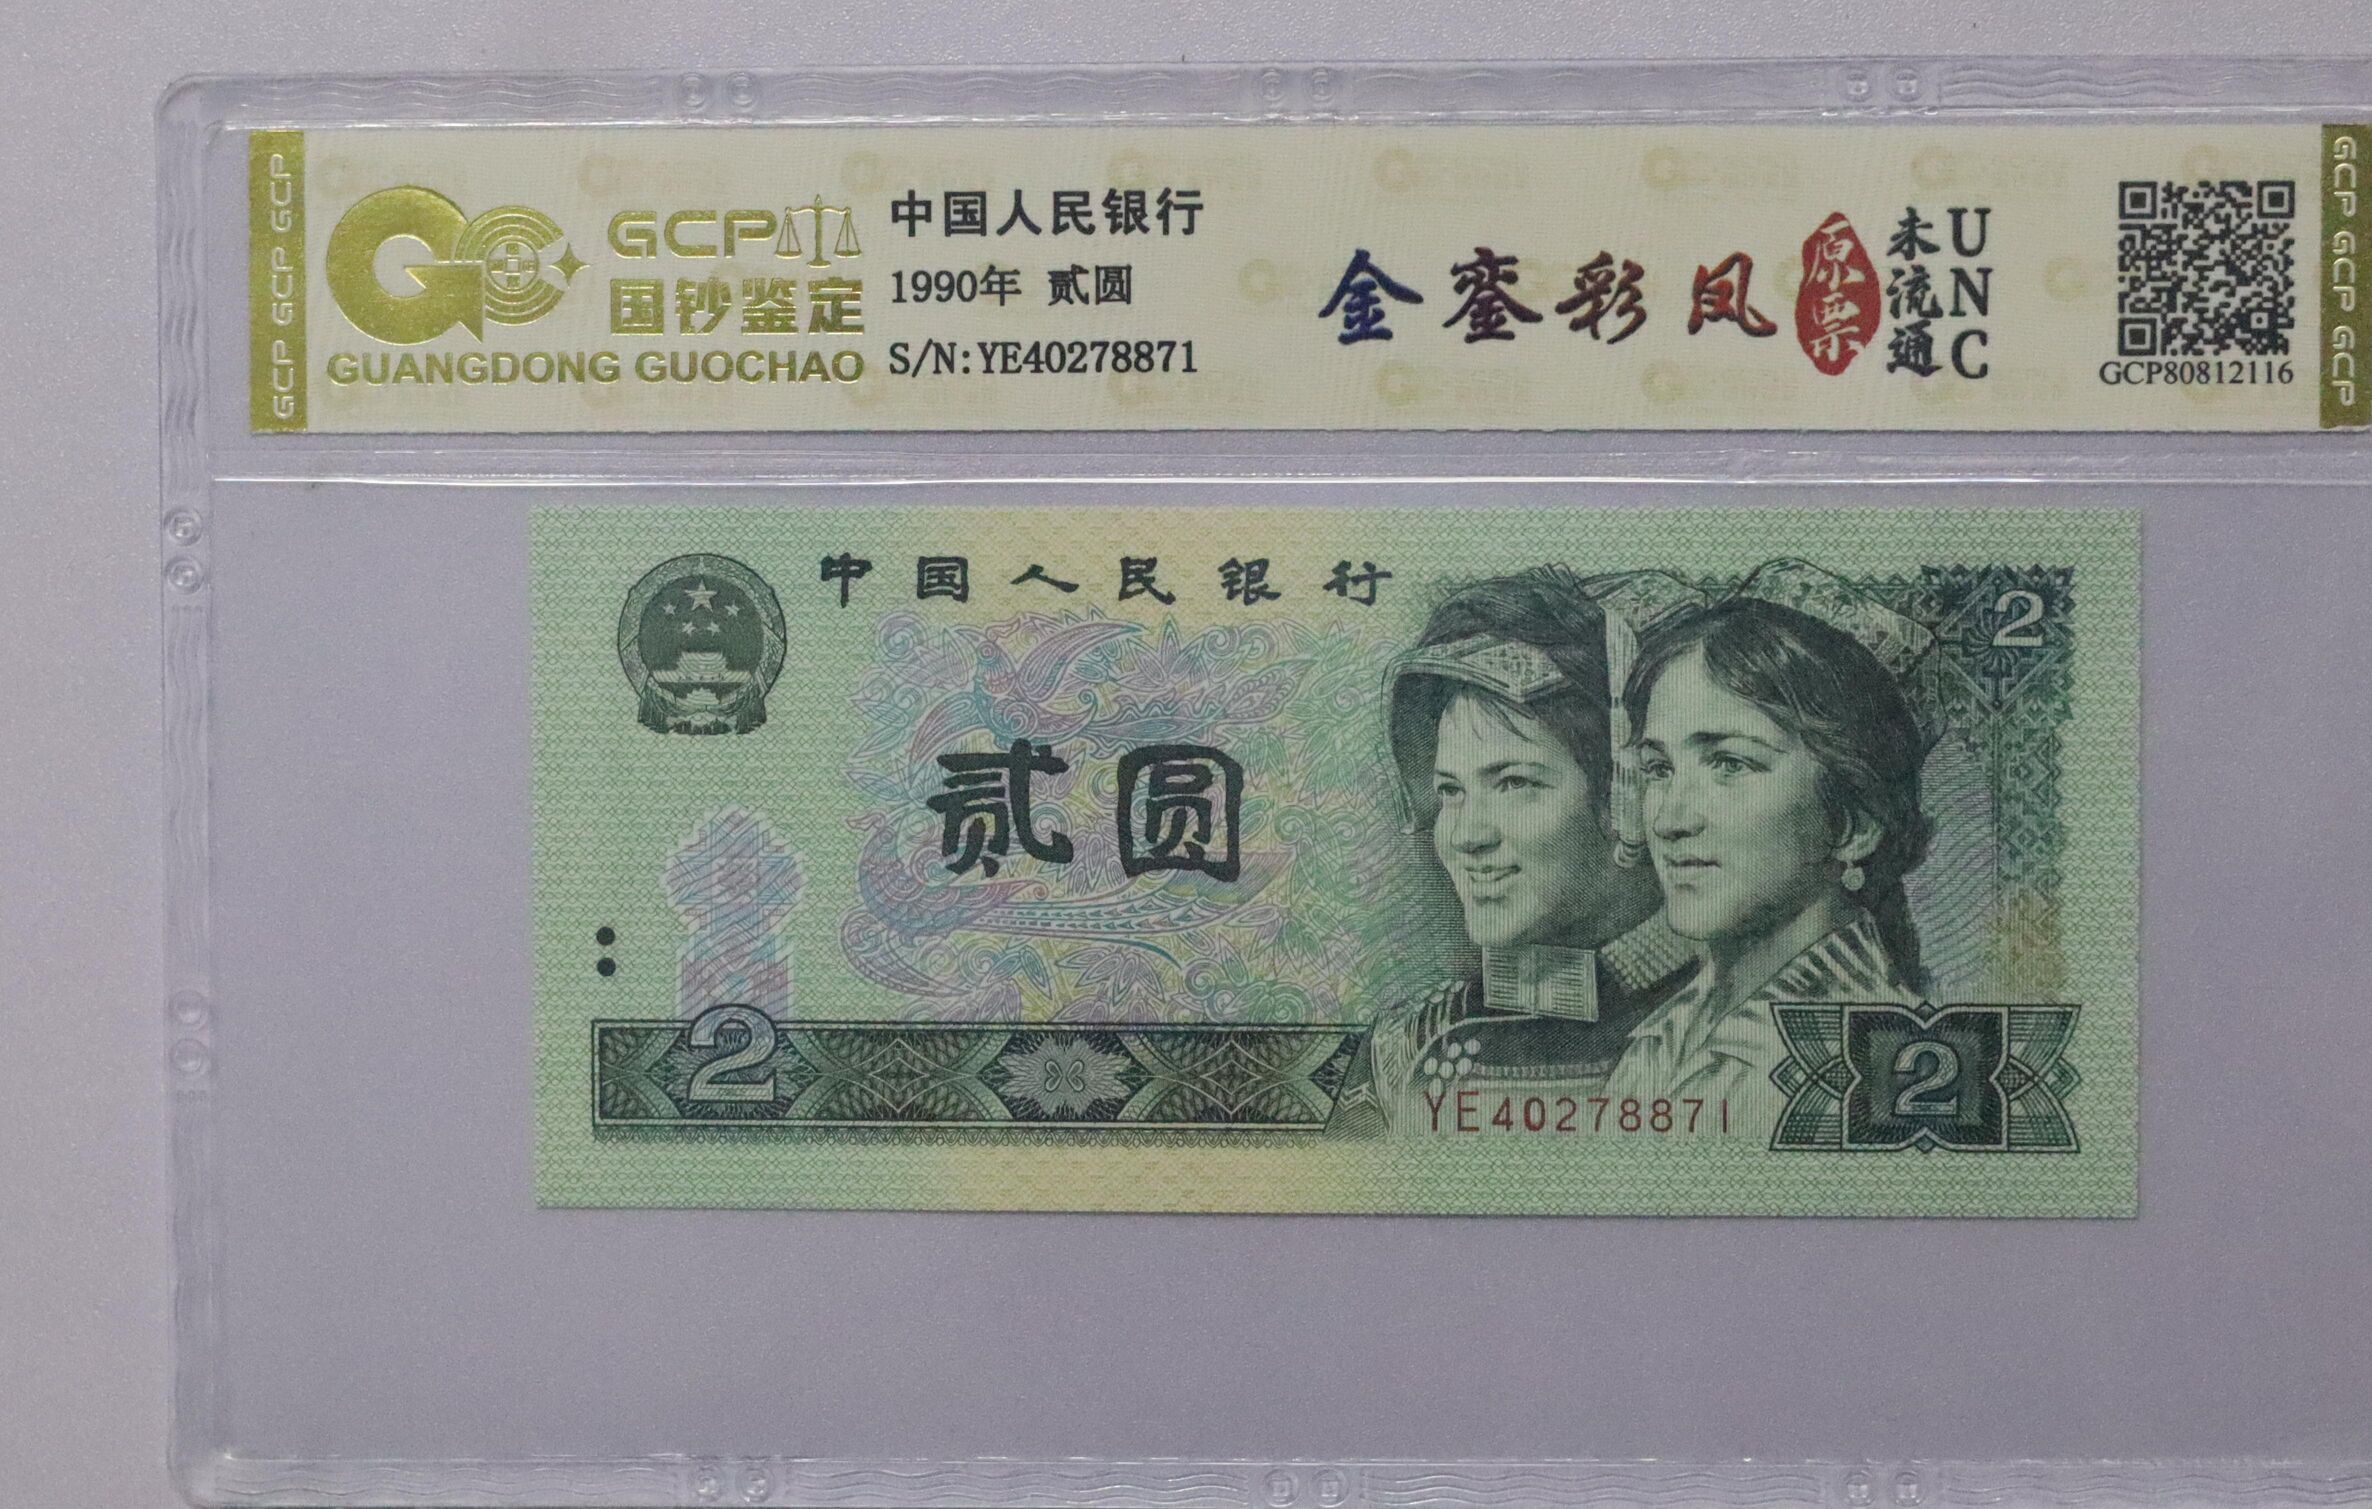 GCP GCP GCP
GCP
国钞鉴定
GUANGDONG GUOCHAO
中国人民银行
1990年 贰圆
S/N:YE40278871
金銮彩凤
原票
未流通
UNC
GCP80812116
GCP GCP GCP
中国人民银行
2
贰圆
2
YE40278871
2